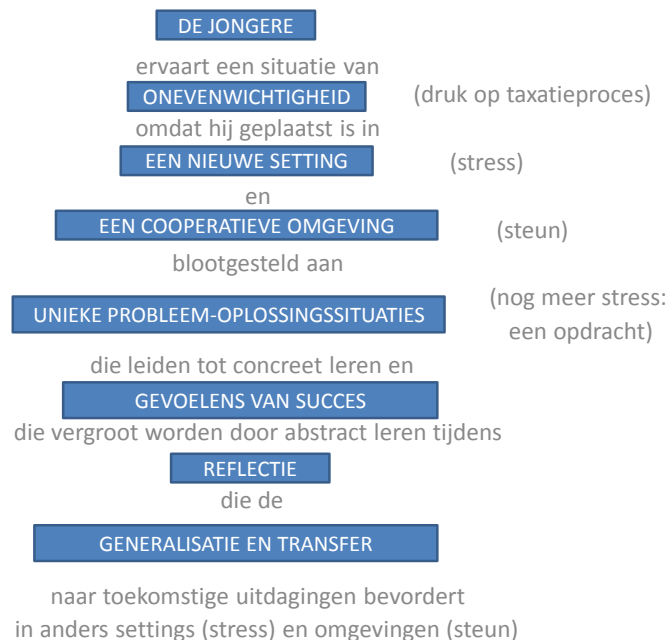 DE JONGERE
ervaart een situatie van
ONEVENWICHTIGHEID (druk op taxatieproces)
omdat hij geplaatst is in
EEN NIEUWE SETTING (stress)
en
EEN COOPERATIEVE OMGEVING (steun)
blootgesteld aan
UNIEKE PROBLEEM-OPLOSSINGSSITUATIES
(nog meer stress:
een opdracht)
die leiden tot concreet leren en
GEVOELENS VAN SUCCES
die vergroot worden door abstract leren tijdens
REFLECTIE
die de
GENERALISATIE EN TRANSFER
naar toekomstige uitdagingen bevordert
in anders settings (stress) en omgevingen (steun)